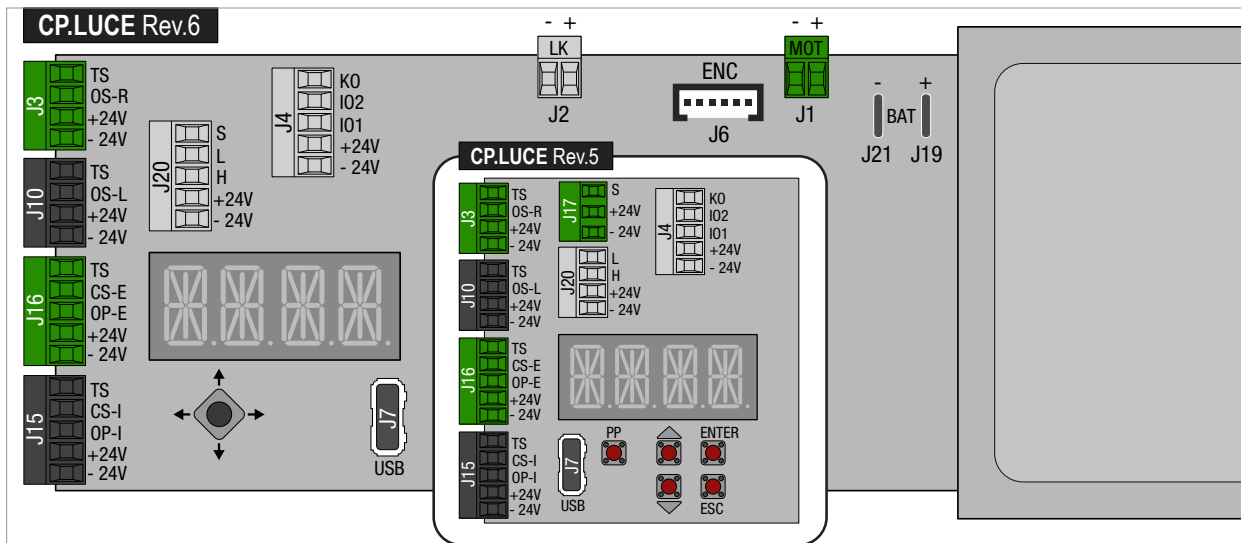 CP.LUCE Rev.6
J3
TS
OS-R
+24V
- 24V
J10
TS
OS-L
+24V
- 24V
J16
TS
CS-E
OP-E
+24V
- 24V
J15
TS
CS-I
OP-I
+24V
- 24V
J20
S
L
H
+24V
- 24V
J4
KO
IO2
IO1
+24V
- 24V
J7
USB
- +
LK
J2
ENC
J6
- +
MOT
J1
- BAT +
J21 J19
CP.LUCE Rev.5
J3
TS
OS-R
+24V
- 24V
J10
TS
OS-L
+24V
- 24V
J16
TS
CS-E
OP-E
+24V
- 24V
J15
TS
CS-I
OP-I
+24V
- 24V
J17
S
+24V
- 24V
J20
L
H
+24V
- 24V
J4
KO
IO2
IO1
+24V
- 24V
J7
USB
PP
ENTER
ESC